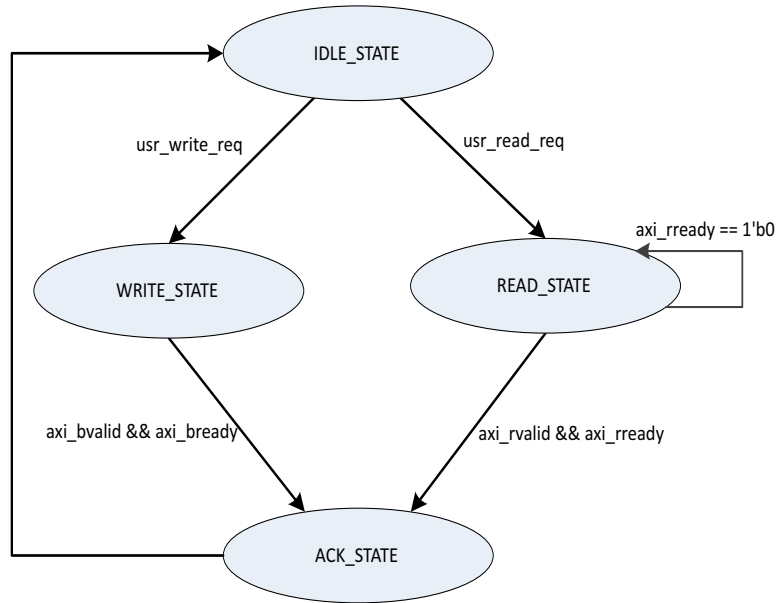 IDLE_STATE
usr_write_req
usr_read_req
axi_rready == 1'b0
WRITE_STATE
READ_STATE
axi_bvalid && axi_bready
axi_rvalid && axi_rready
ACK_STATE